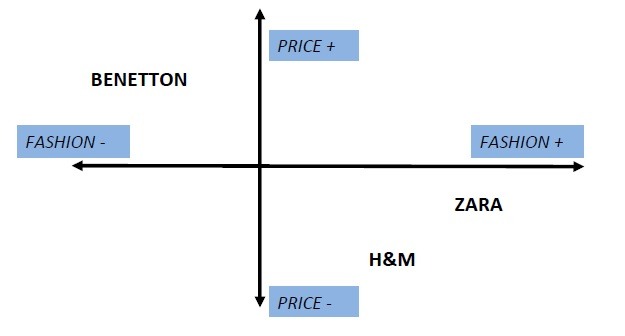 PRICE +
BENETTON
FASHION -
FASHION +
ZARA
H&M
PRICE -